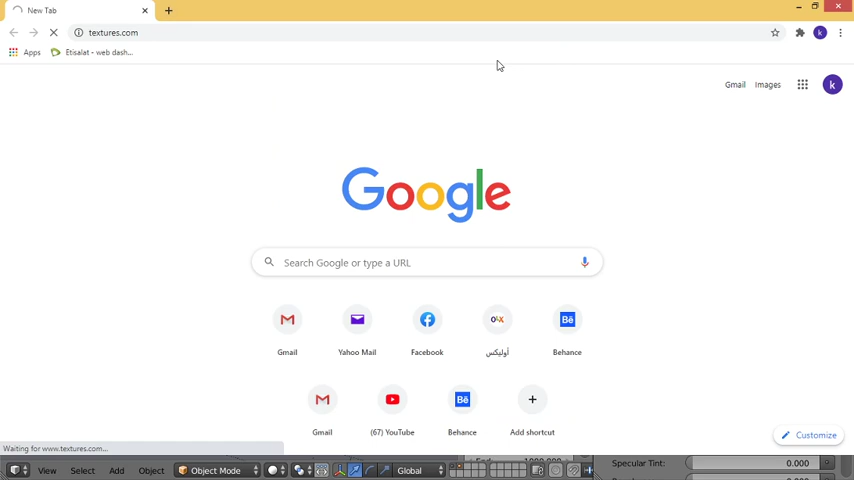 New Tab
textures.com
Apps Etisalat - web dash...
Gmail Images
k
k
Google
Search Google or type a URL
Gmail Yahoo Mail Facebook أوليكس Behance
Gmail (67) YouTube Behance Add shortcut
Customize
Waiting for www.textures.com...
View Select Add Object Object Mode Global
Specular Tint: 0.000